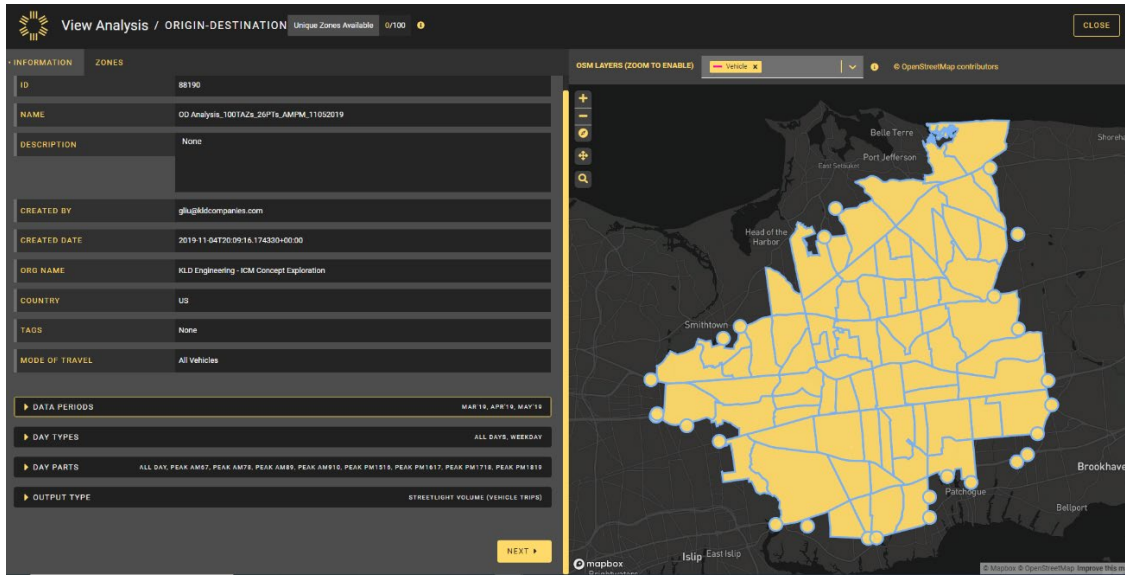 View Analysis / ORIGIN-DESTINATION Unique Zones Available 0/100
CLOSE
INFORMATION ZONES
ID 88190
NAME OD Analysis_100TAZs_26PTs_AMPM_11052019
DESCRIPTION None
CREATED BY gliu@kldcompanies.com
CREATED DATE 2019-11-04T20:09:16.174330+00:00
ORG NAME KLD Engineering - ICM Concept Exploration
COUNTRY US
TAGS None
MODE OF TRAVEL All Vehicles
DATA PERIODS MAR'19, APR'19, MAY'19
DAY TYPES ALL DAYS, WEEKDAY
DAY PARTS ALL DAY, PEAK AM67, PEAK AM78, PEAK AM89, PEAK AM910, PEAK PM1516, PEAK PM1617, PEAK PM1718, PEAK PM1819
OUTPUT TYPE STREETLIGHT VOLUME (VEHICLE TRIPS)
NEXT
OSM LAYERS (ZOOM TO ENABLE) Vehicle x
© OpenStreetMap contributors
Belle Terre
Shoreh
Port Jefferson
East Setauket
Head of the
Harbor
Smithtown
Brookhave
Patchogue
Bellport
Islip East Islip
mapbox
© Mapbox © OpenStreetMap Improve this m